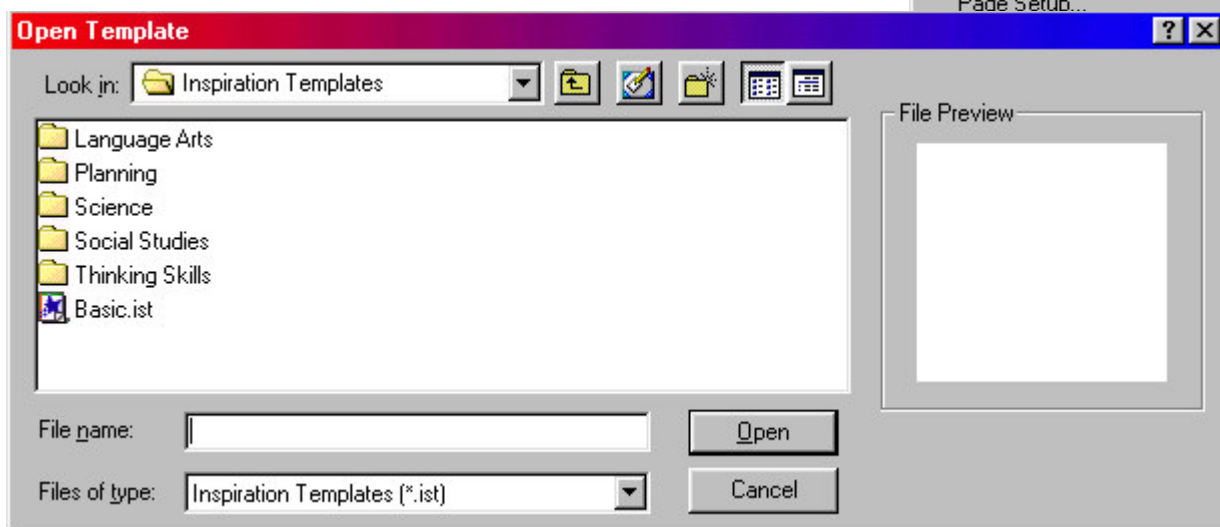 Page Setup...
Open Template
Look in: Inspiration Templates
File Preview
Language Arts
Planning
Science
Social Studies
Thinking Skills
Basic.ist
File name:
Open
Files of type: Inspiration Templates (*.ist)
Cancel